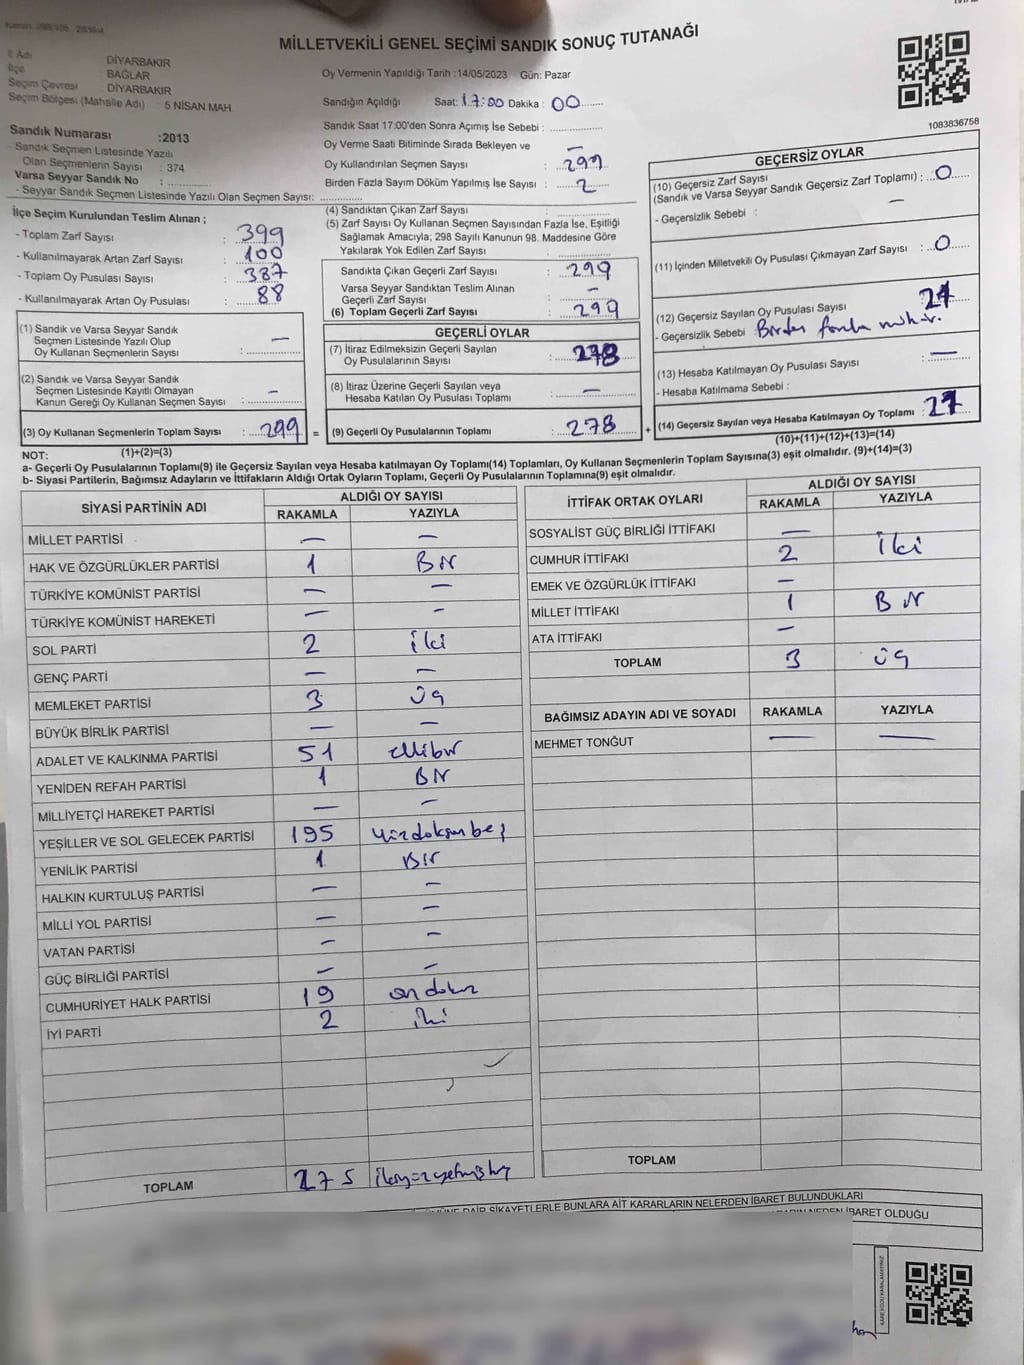 MİLLETVEKİLİ GENEL SEÇİMİ SANDIK SONUÇ TUTANAĞI
İl Adı : DİYARBAKIR
İlçe : BAĞLAR
Seçim Çevresi : DİYARBAKIR
Seçim Bölgesi (Mahalle Adı) : 5 NİSAN MAH
Sandık Numarası :2013
- Sandık Seçmen Listesinde Yazılı
Olan Seçmenlerin Sayısı : 374
Varsa Seyyar Sandık No :
- Seyyar Sandık Seçmen Listesinde Yazılı Olan Seçmen Sayısı:
Oy Vermenin Yapıldığı Tarih :14/05/2023 Gün: Pazar
Sandığın Açıldığı Saat: 17:00 Dakika : 00
Sandık Saat 17:00'den Sonra Açımış İse Sebebi :
Oy Verme Saati Bitiminde Sırada Bekleyen ve
Oy Kullandırılan Seçmen Sayısı : 299
Birden Fazla Sayım Döküm Yapılmış İse Sayısı : 2
1083836758
İlçe Seçim Kurulundan Teslim Alınan ;
- Toplam Zarf Sayısı : 399
- Kullanılmayarak Artan Zarf Sayısı : 100
- Toplam Oy Pusulası Sayısı : 387
- Kullanılmayarak Artan Oy Pusulası : 88
(4) Sandıktan Çıkan Zarf Sayısı
(5) Zarf Sayısı Oy Kullanan Seçmen Sayısından Fazla İse, Eşitliği
Sağlamak Amacıyla; 298 Sayılı Kanunun 98. Maddesine Göre
Yakılarak Yok Edilen Zarf Sayısı :
Sandıkta Çıkan Geçerli Zarf Sayısı : 299
Varsa Seyyar Sandıktan Teslim Alınan
Geçerli Zarf Sayısı : –
(6) Toplam Geçerli Zarf Sayısı : 299
GEÇERSİZ OYLAR
(10) Geçersiz Zarf Sayısı
(Sandık ve Varsa Seyyar Sandık Geçersiz Zarf Toplamı) : 0
- Geçersizlik Sebebi : –
(11) İçinden Milletvekili Oy Pusulası Çıkmayan Zarf Sayısı : 0
(12) Geçersiz Sayılan Oy Pusulası Sayısı : 21
- Geçersizlik Sebebi Birden fazla mühür.
(13) Hesaba Katılmayan Oy Pusulası Sayısı : –
- Hesaba Katılmama Sebebi :
(14) Geçersiz Sayılan veya Hesaba Katılmayan Oy Toplamı : 21
(10)+(11)+(12)+(13)=(14)
(1) Sandık ve Varsa Seyyar Sandık
Seçmen Listesinde Yazılı Olup
Oy Kullanan Seçmenlerin Sayısı : –
(2) Sandık ve Varsa Seyyar Sandık
Seçmen Listesinde Kayıtlı Olmayan
Kanun Gereği Oy Kullanan Seçmen Sayısı : –
(3) Oy Kullanan Seçmenlerin Toplam Sayısı : 299 =
(1)+(2)=(3)
GEÇERLİ OYLAR
(7) İtiraz Edilmeksizin Geçerli Sayılan
Oy Pusulalarının Sayısı : 278
(8) İtiraz Üzerine Geçerli Sayılan veya
Hesaba Katılan Oy Pusulası Toplamı : –
(9) Geçerli Oy Pusulalarının Toplamı : 278 +
NOT:
a- Geçerli Oy Pusulalarının Toplamı(9) ile Geçersiz Sayılan veya Hesaba katılmayan Oy Toplamı(14) Toplamları, Oy Kullanan Seçmenlerin Toplam Sayısına(3) eşit olmalıdır. (9)+(14)=(3)
b- Siyasi Partilerin, Bağımsız Adayların ve İttifakların Aldığı Oyların Toplamı, Geçerli Oy Pusulalarının Toplamına(9) eşit olmalıdır.
SİYASİ PARTİNİN ADI ALDIĞI OY SAYISI
RAKAMLA YAZIYLA
MİLLET PARTİSİ – –
HAK VE ÖZGÜRLÜKLER PARTİSİ 1 Bir
TÜRKİYE KOMÜNİST PARTİSİ – –
TÜRKİYE KOMÜNİST HAREKETİ – –
SOL PARTİ 2 iki
GENÇ PARTİ – –
MEMLEKET PARTİSİ 3 üç
BÜYÜK BİRLİK PARTİSİ – –
ADALET VE KALKINMA PARTİSİ 51 ellibir
YENİDEN REFAH PARTİSİ 1 Bir
MİLLİYETÇİ HAREKET PARTİSİ – –
YEŞİLLER VE SOL GELECEK PARTİSİ 195 Yüzdoksanbeş
YENİLİK PARTİSİ 1 Bir
HALKIN KURTULUŞ PARTİSİ – –
MİLLİ YOL PARTİSİ – –
VATAN PARTİSİ – –
GÜÇ BİRLİĞİ PARTİSİ – –
CUMHURİYET HALK PARTİSİ 19 on dokuz
İYİ PARTİ 2 iki
TOPLAM 275 ikiyüzyetmişbeş
İTTİFAK ORTAK OYLARI ALDIĞI OY SAYISI
RAKAMLA YAZIYLA
SOSYALİST GÜÇ BİRLİĞİ İTTİFAKI –
CUMHUR İTTİFAKI 2 iki
EMEK VE ÖZGÜRLÜK İTTİFAKI –
MİLLET İTTİFAKI 1 Bir
ATA İTTİFAKI –
TOPLAM 3 üç
BAĞIMSIZ ADAYIN ADI VE SOYADI RAKAMLA YAZIYLA
MEHMET TONĞUT – –
TOPLAM
DAİR ŞİKAYETLERLE BUNLARA AİT KARARLARIN NELERDEN İBARET BULUNDUKLARI
İBARET OLDUĞU